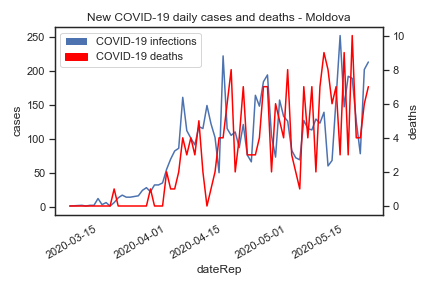 New COVID-19 daily cases and deaths - Moldova
COVID-19 infections
COVID-19 deaths
250
200
150
100
50
0
cases
10
8
6
4
2
0
deaths
2020-03-15
2020-04-01
2020-04-15
2020-05-01
2020-05-15
dateRep